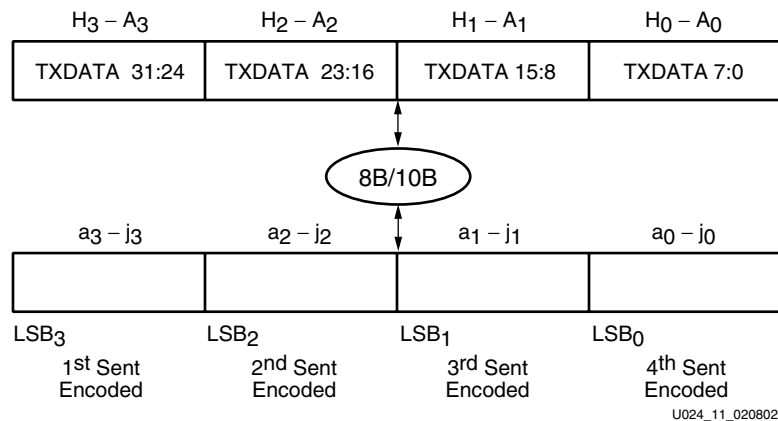 H3 – A3 H2 – A2 H1 – A1 H0 – A0
TXDATA 31:24 TXDATA 23:16 TXDATA 15:8 TXDATA 7:0
8B/10B
a3 – j3 a2 – j2 a1 – j1 a0 – j0
LSB3 LSB2 LSB1 LSB0
1st Sent 2nd Sent 3rd Sent 4th Sent
Encoded Encoded Encoded Encoded
U024_11_020802